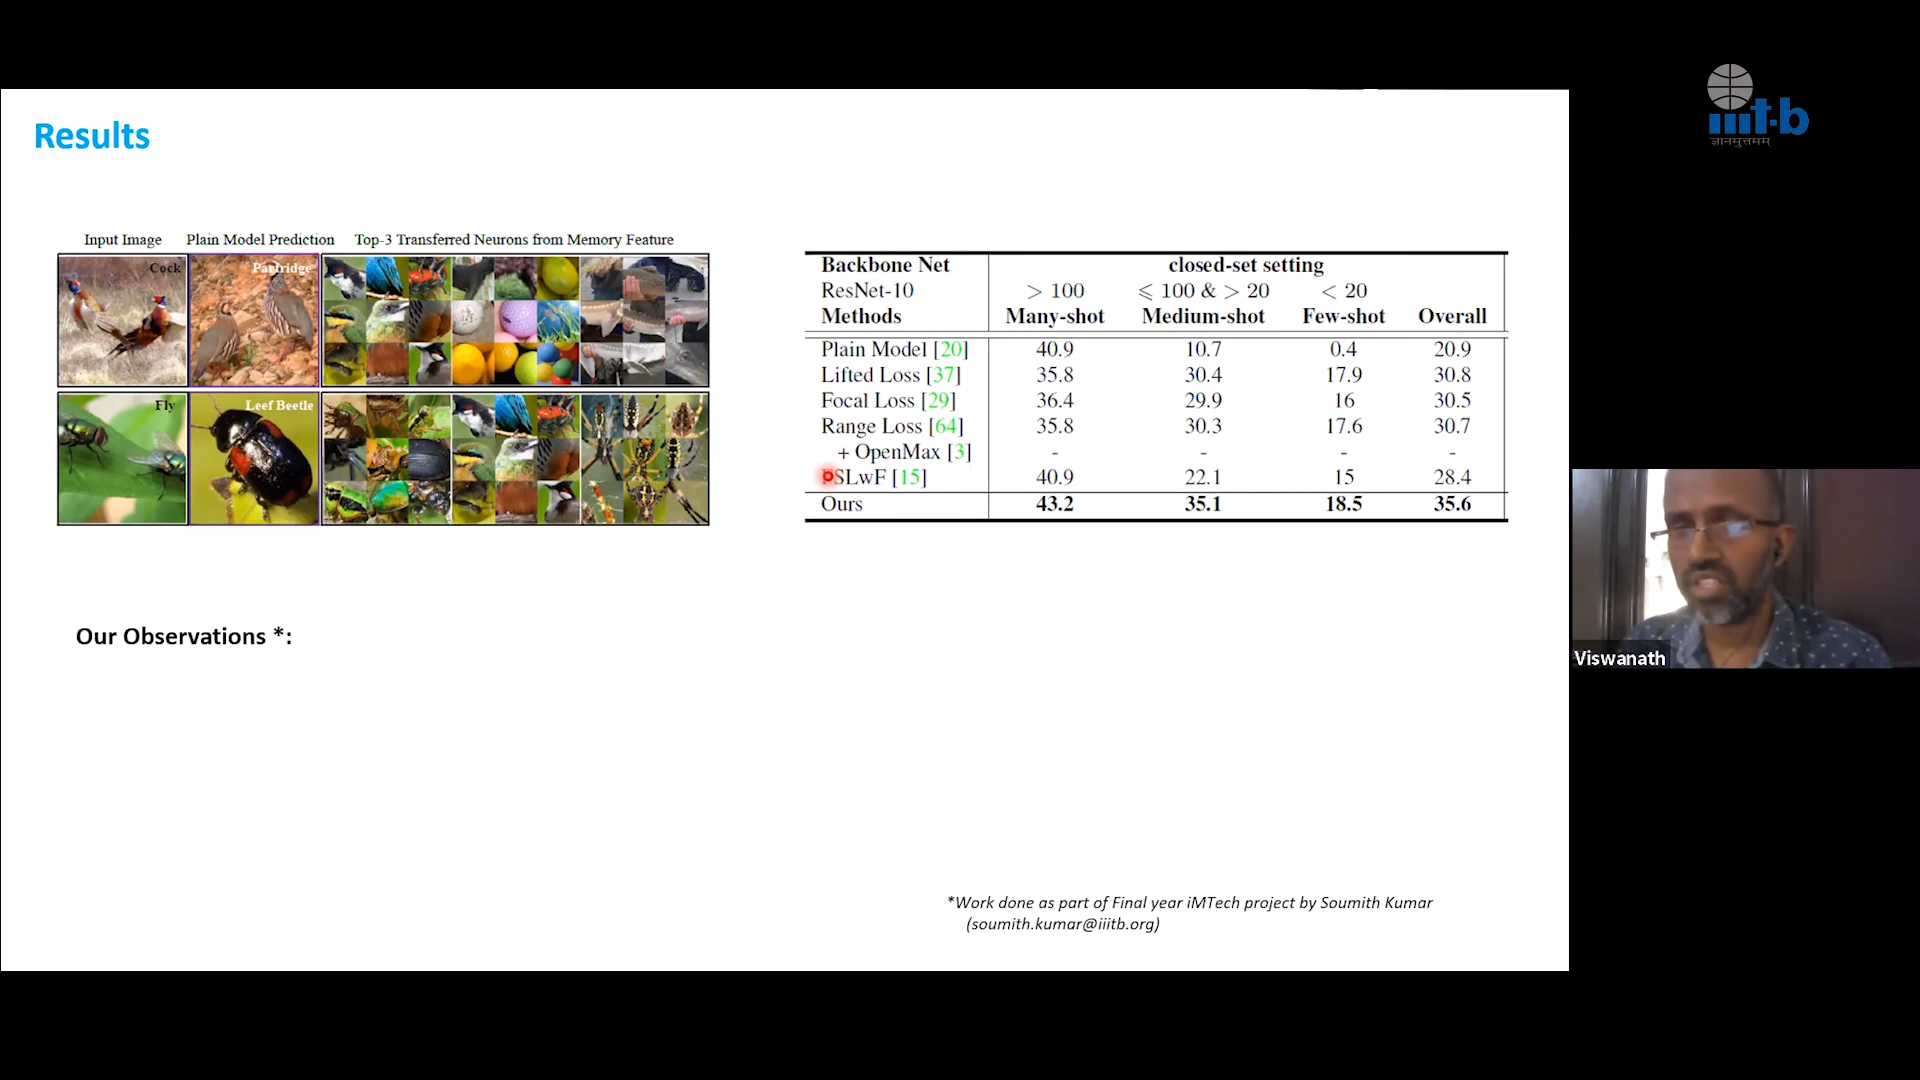 Results
Input Image Plain Model Prediction Top-3 Transferred Neurons from Memory Feature
Cock Partridge
Fly Leef Beetle
Backbone Net closed-set setting
ResNet-10 > 100 ⩽ 100 & > 20 < 20
Methods Many-shot Medium-shot Few-shot Overall
Plain Model [20] 40.9 10.7 0.4 20.9
Lifted Loss [37] 35.8 30.4 17.9 30.8
Focal Loss [29] 36.4 29.9 16 30.5
Range Loss [64] 35.8 30.3 17.6 30.7
+ OpenMax [3] - - - -
SLwF [15] 40.9 22.1 15 28.4
Ours 43.2 35.1 18.5 35.6
Our Observations *:
*Work done as part of Final year iMTech project by Soumith Kumar
(soumith.kumar@iiitb.org)
iiit-b
ज्ञानमुत्तमम्
Viswanath